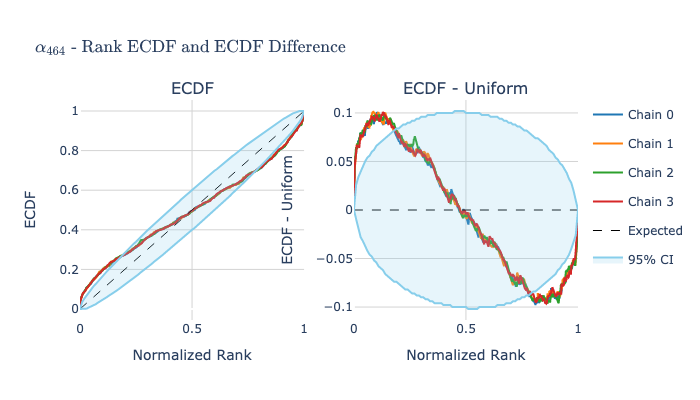 α464 - Rank ECDF and ECDF Difference
ECDF
ECDF - Uniform
ECDF
1
0.8
0.6
0.4
0.2
0
0
0.5
1
Normalized Rank
ECDF - Uniform
0.1
0.05
0
−0.05
−0.1
0
0.5
1
Normalized Rank
Chain 0
Chain 1
Chain 2
Chain 3
Expected
95% CI